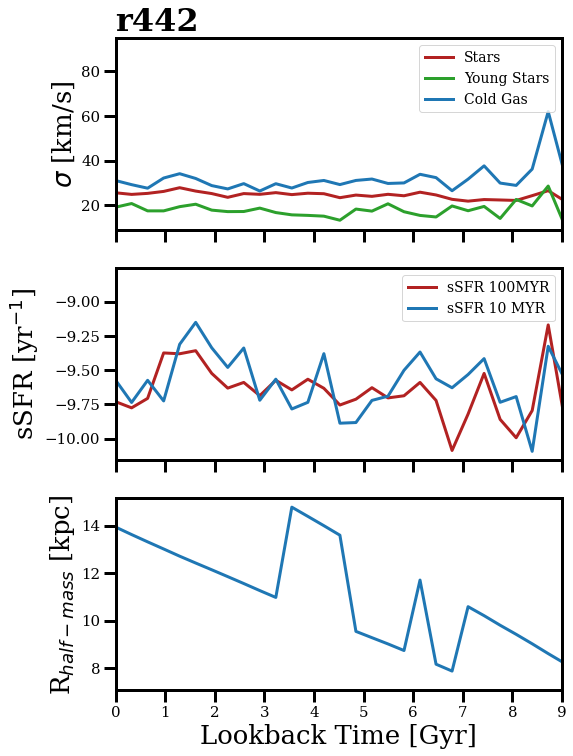 r442
σ [km/s]
80
60
40
20
Stars
Young Stars
Cold Gas
sSFR [yr⁻¹]
−9.00
−9.25
−9.50
−9.75
−10.00
sSFR 100MYR
sSFR 10 MYR
R_{half−mass} [kpc]
14
12
10
8
0 1 2 3 4 5 6 7 8 9
Lookback Time [Gyr]